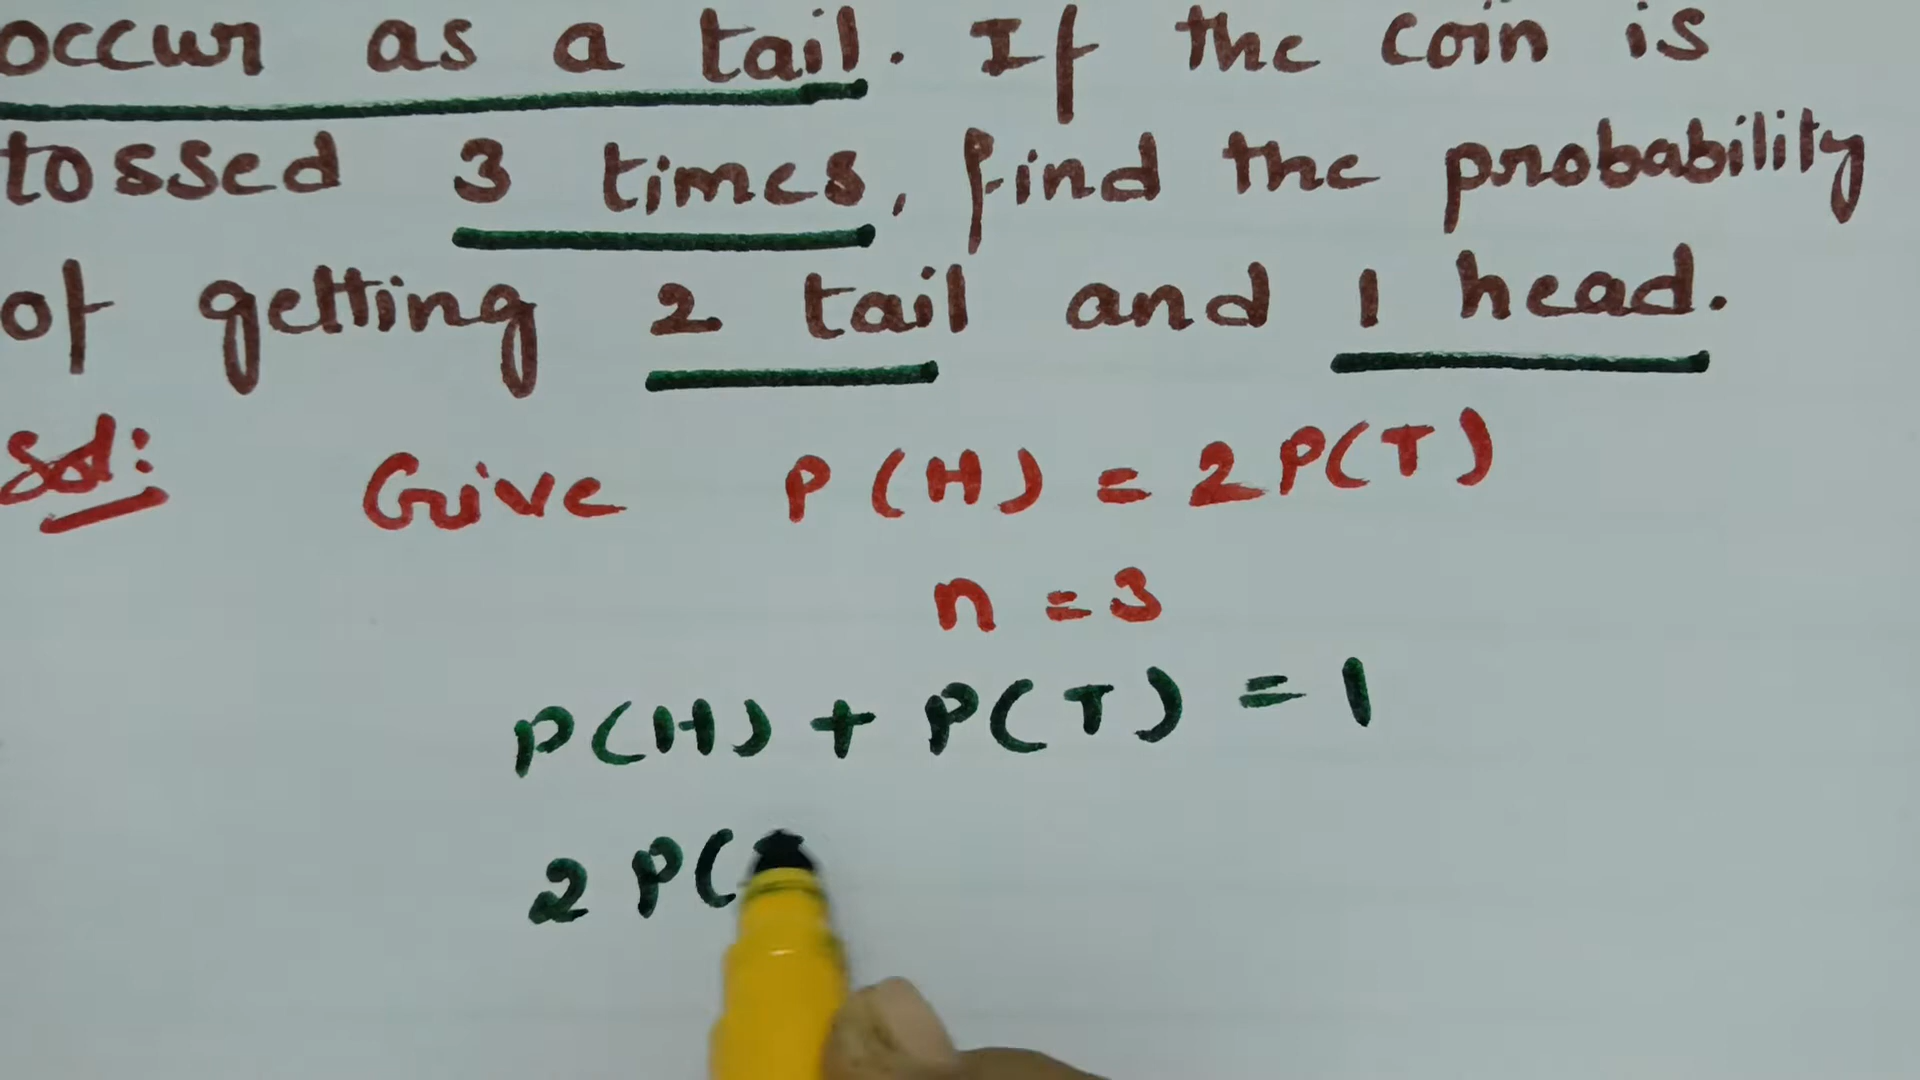 occur as a tail. If the coin is
tossed 3 times, find the probability
of getting 2 tail and 1 head.
Sol: Give P(H) = 2P(T)
n = 3
P(H) + P(T) = 1
2 P(